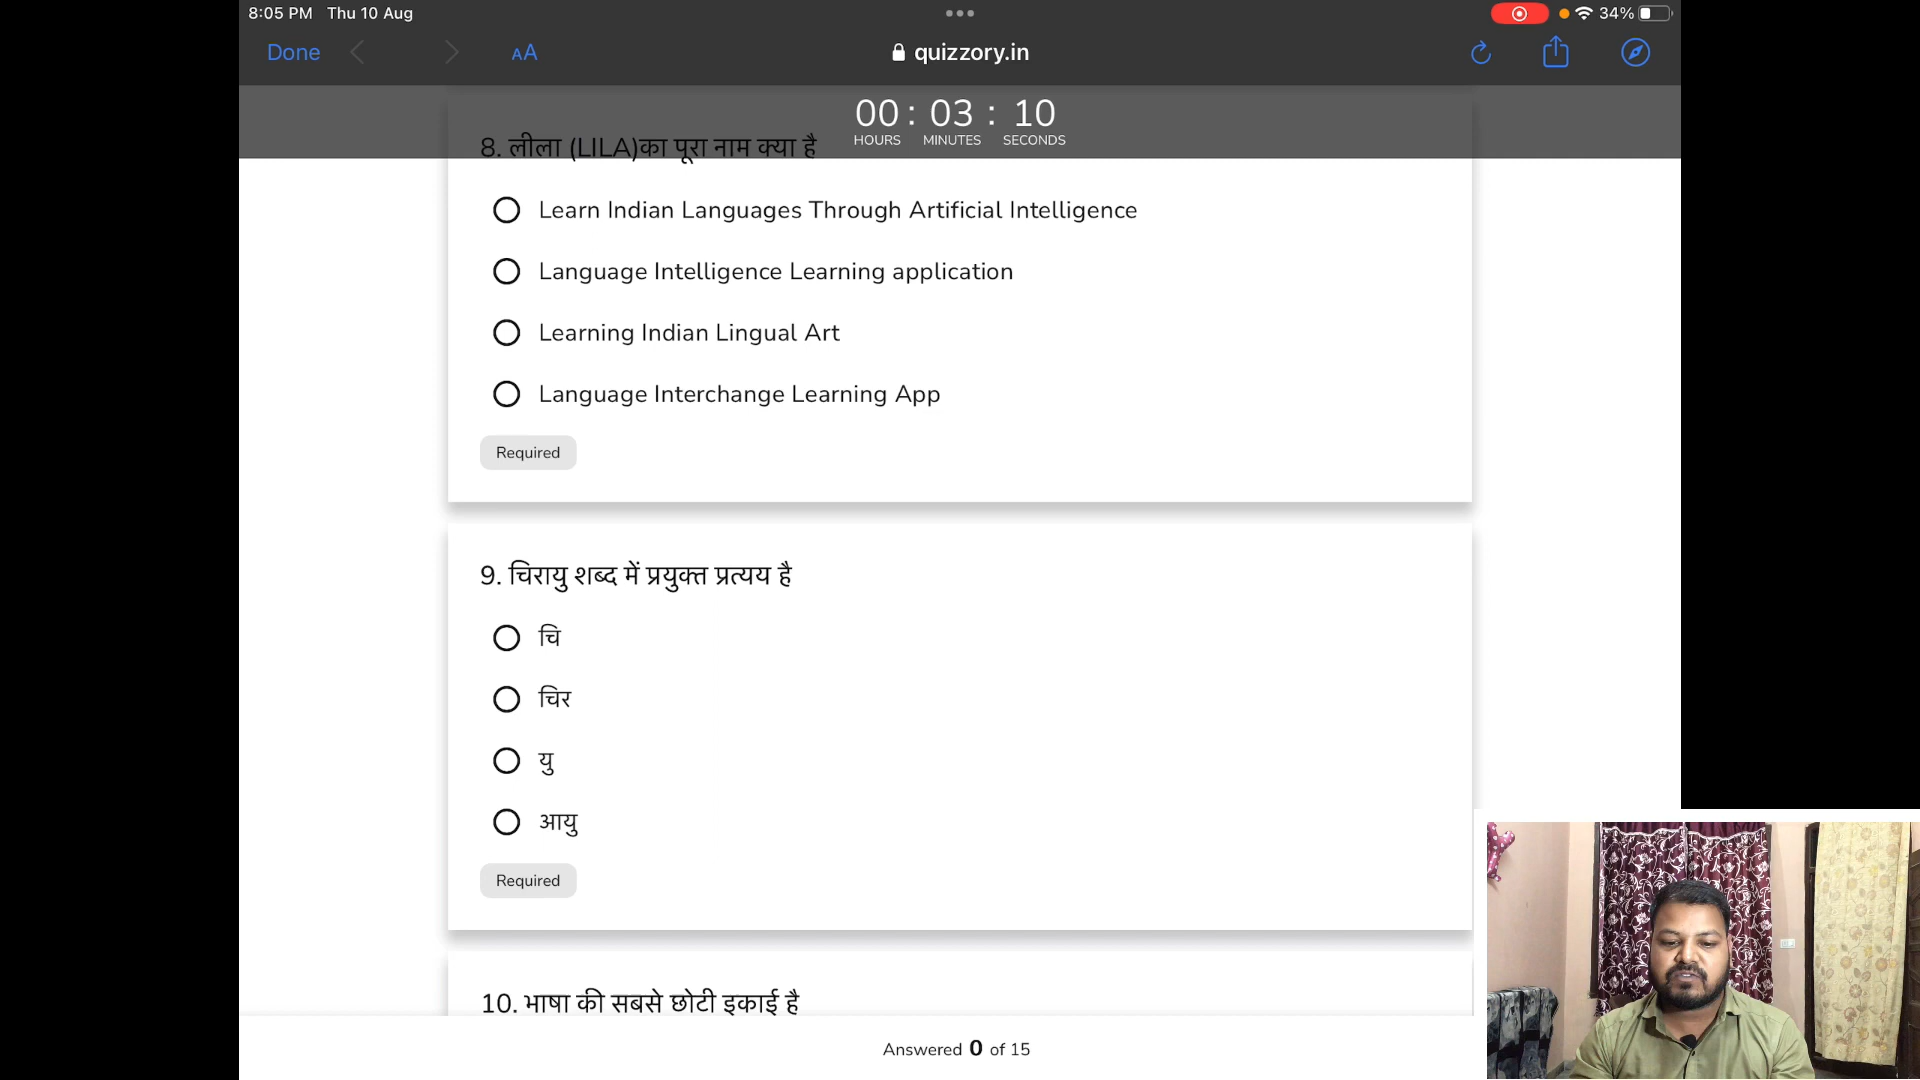 8:05 PM Thu 10 Aug
34%
Done
AA
quizzory.in
00 : 03 : 10
HOURS MINUTES SECONDS
8. लीला (LILA)का पूरा नाम क्या है
Learn Indian Languages Through Artificial Intelligence
Language Intelligence Learning application
Learning Indian Lingual Art
Language Interchange Learning App
Required
9. चिरायु शब्द में प्रयुक्त प्रत्यय है
चि
चिर
यु
आयु
Required
10. भाषा की सबसे छोटी इकाई है
Answered 0 of 15